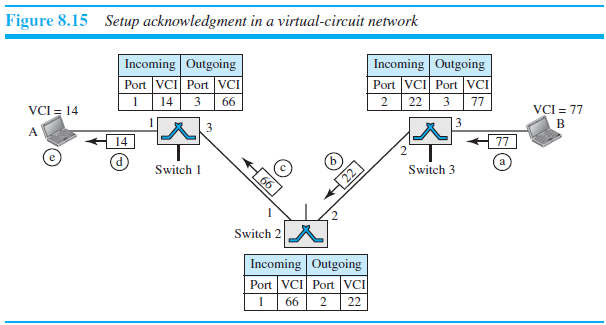 Figure 8.15 Setup acknowledgment in a virtual-circuit network
Incoming Outgoing
Port VCI Port VCI
1 14 3 66
Incoming Outgoing
Port VCI Port VCI
2 22 3 77
VCI = 14
A
e
14
d
1
3
Switch 1
66
c
b
22
2
3
Switch 3
77
a
VCI = 77
B
1
2
Switch 2
Incoming Outgoing
Port VCI Port VCI
1 66 2 22